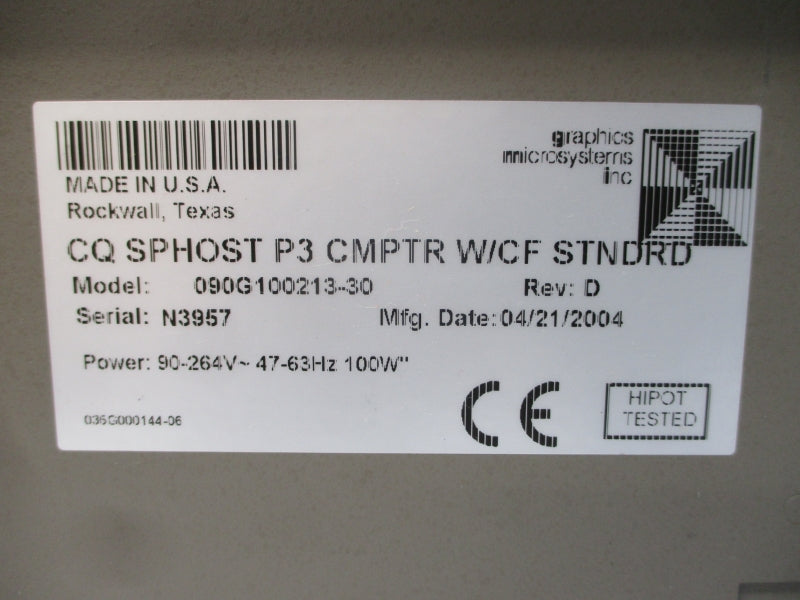 graphics
microsystems
inc
MADE IN U.S.A.
Rockwall, Texas
CQ SPHOST P3 CMPTR W/CF STNDRD
Model: 090G100213-30 Rev: D
Serial: N3957 Mfg. Date: 04/21/2004
Power: 90-264V~ 47-63Hz 100W"
036G000144-06
CE
HIPOT
TESTED